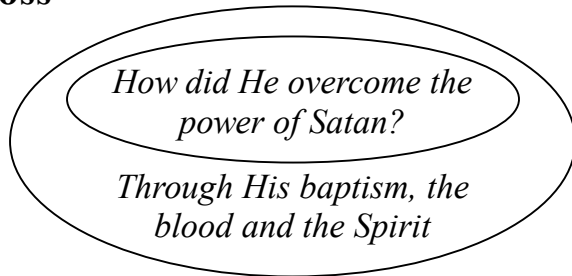 How did He overcome the
power of Satan?
Through His baptism, the
blood and the Spirit